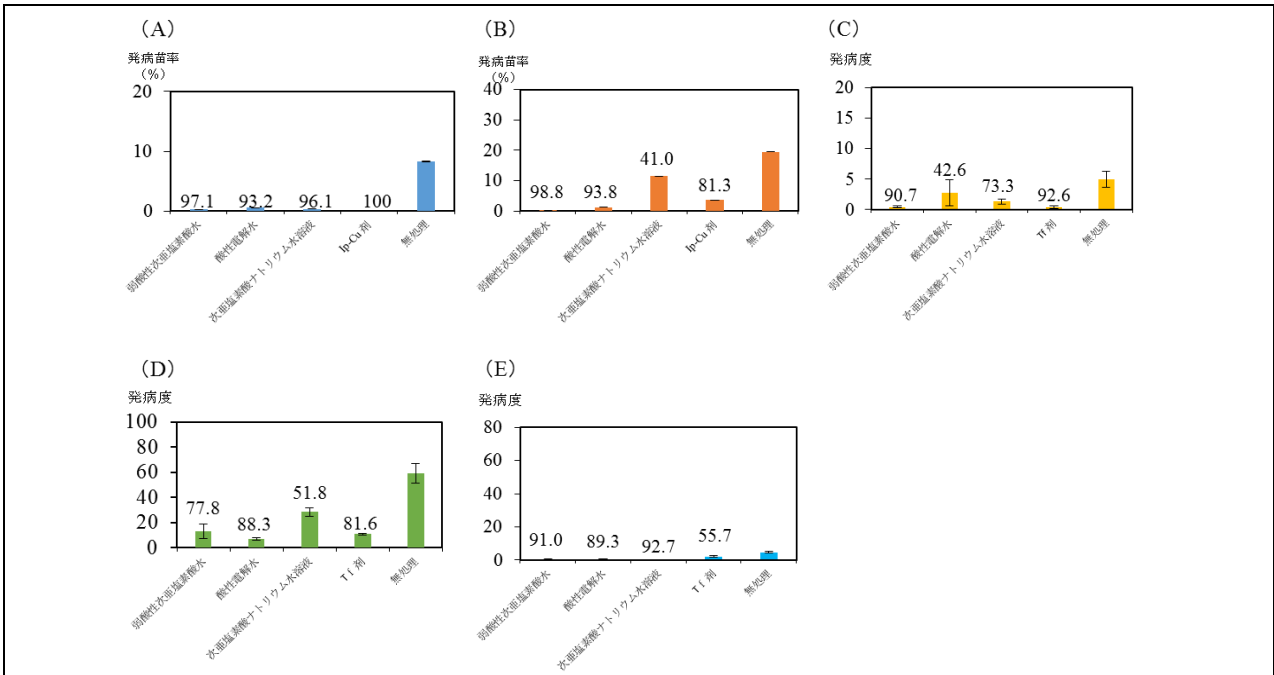 （A）
発病苗率
（%）
20
10
0
97.1
93.2
96.1
100
弱酸性次亜塩素酸水
酸性電解水
次亜塩素酸ナトリウム水溶液
Ip-Cu剤
無処理
（B）
発病苗率
（%）
40
30
20
10
0
98.8
93.8
41.0
81.3
弱酸性次亜塩素酸水
酸性電解水
次亜塩素酸ナトリウム水溶液
Ip-Cu剤
無処理
（C）
発病度
20
15
10
5
0
90.7
42.6
73.3
92.6
弱酸性次亜塩素酸水
酸性電解水
次亜塩素酸ナトリウム水溶液
Tf剤
無処理
（D）
発病度
100
80
60
40
20
0
77.8
88.3
51.8
81.6
弱酸性次亜塩素酸水
酸性電解水
次亜塩素酸ナトリウム水溶液
Tf剤
無処理
（E）
発病度
80
60
40
20
0
91.0
89.3
92.7
55.7
弱酸性次亜塩素酸水
酸性電解水
次亜塩素酸ナトリウム水溶液
Tf剤
無処理